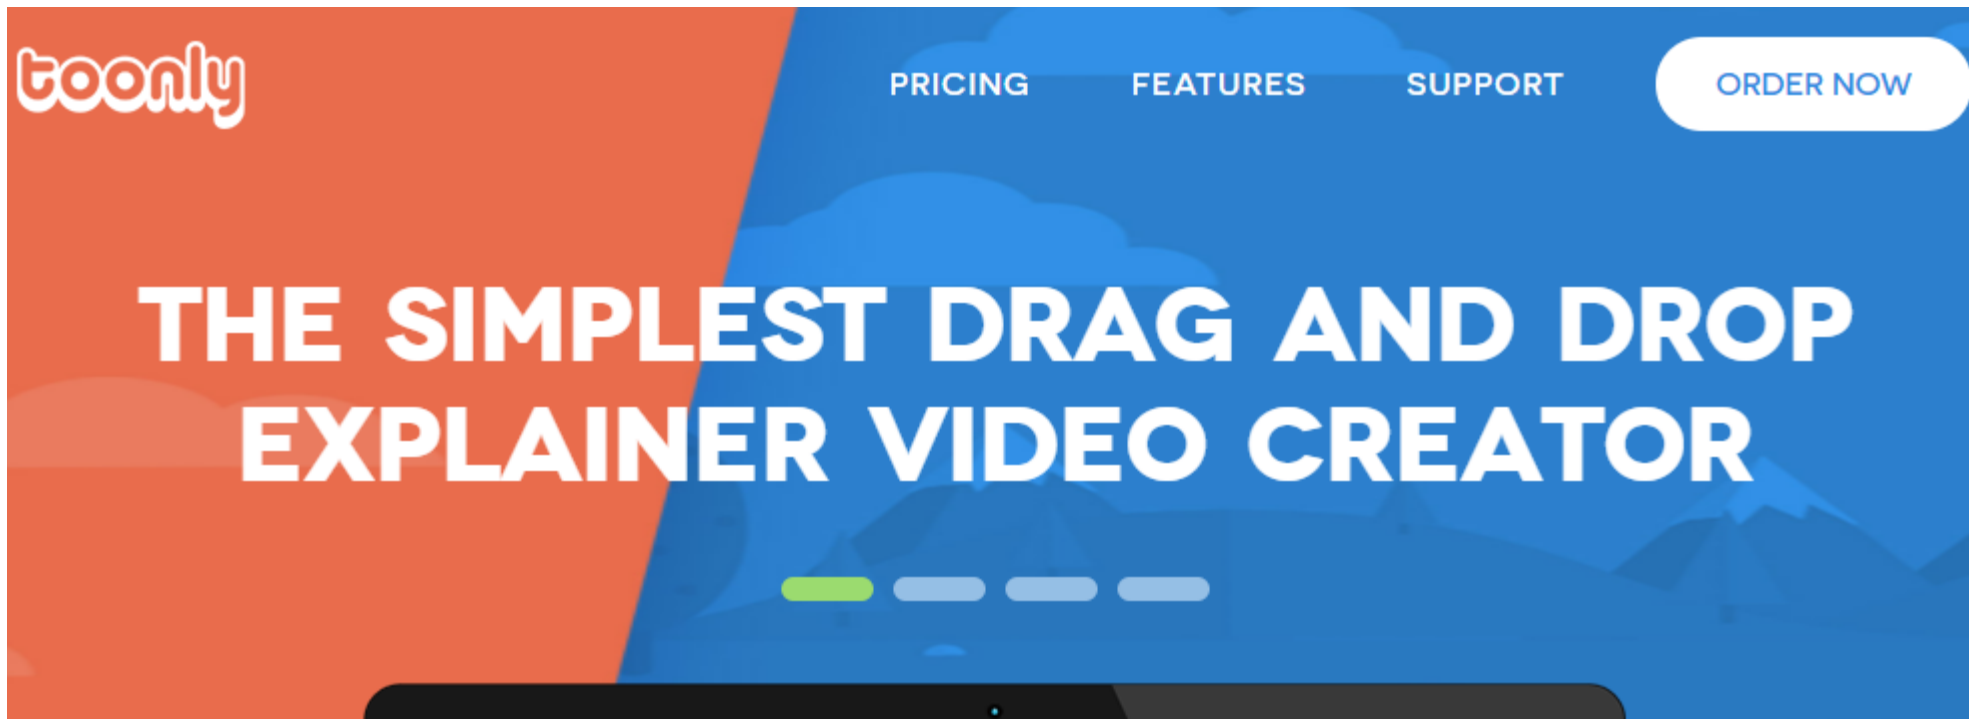 toonly
PRICING FEATURES SUPPORT ORDER NOW
THE SIMPLEST DRAG AND DROP
EXPLAINER VIDEO CREATOR